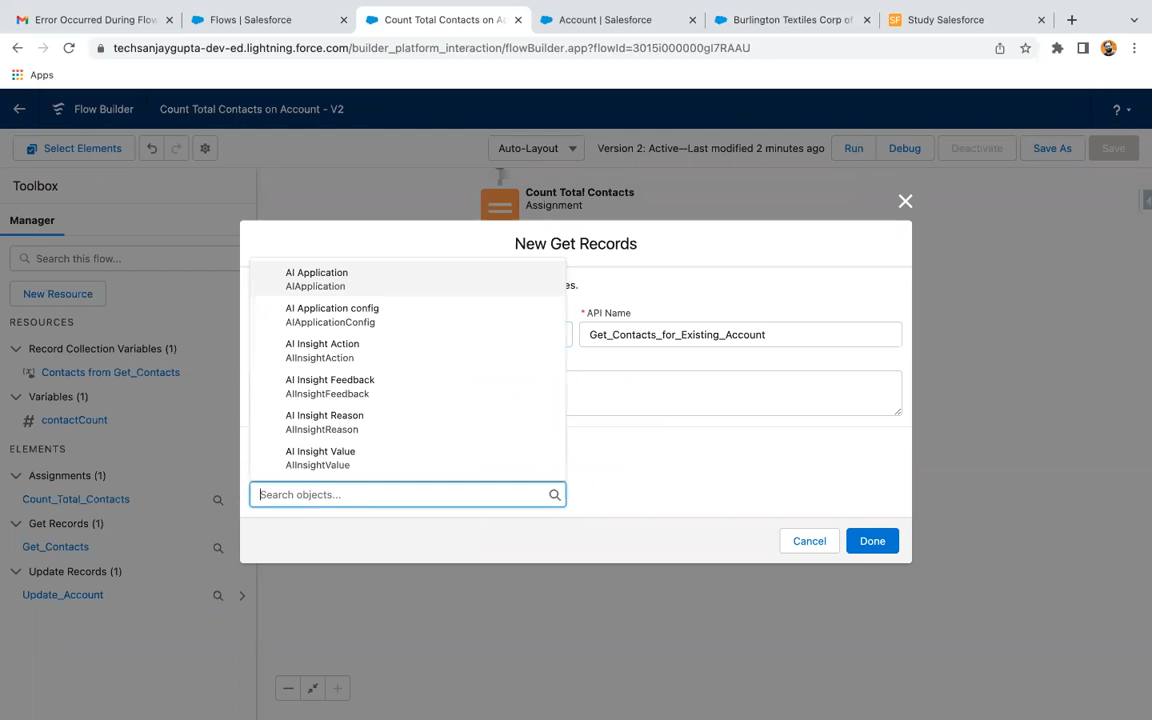 Error Occurred During Flow
Flows | Salesforce
Count Total Contacts on A
Account | Salesforce
Burlington Textiles Corp of
SF
Study Salesforce
techsanjaygupta-dev-ed.lightning.force.com/builder_platform_interaction/flowBuilder.app?flowId=3015i000000gI7RAAU
Apps
Flow Builder
Count Total Contacts on Account - V2
?
Select Elements
Auto-Layout
Version 2: Active—Last modified 2 minutes ago
Run
Debug
Deactivate
Save As
Save
Toolbox
Manager
Search this flow...
New Resource
RESOURCES
Record Collection Variables (1)
Contacts from Get_Contacts
Variables (1)
contactCount
ELEMENTS
Assignments (1)
Count_Total_Contacts
Get Records (1)
Get_Contacts
Update Records (1)
Update_Account
Count Total Contacts
Assignment
New Get Records
es.
* API Name
Get_Contacts_for_Existing_Account
AI Application
AIApplication
AI Application config
AIApplicationConfig
AI Insight Action
AIInsightAction
AI Insight Feedback
AIInsightFeedback
AI Insight Reason
AIInsightReason
AI Insight Value
AIInsightValue
Search objects...
Cancel
Done